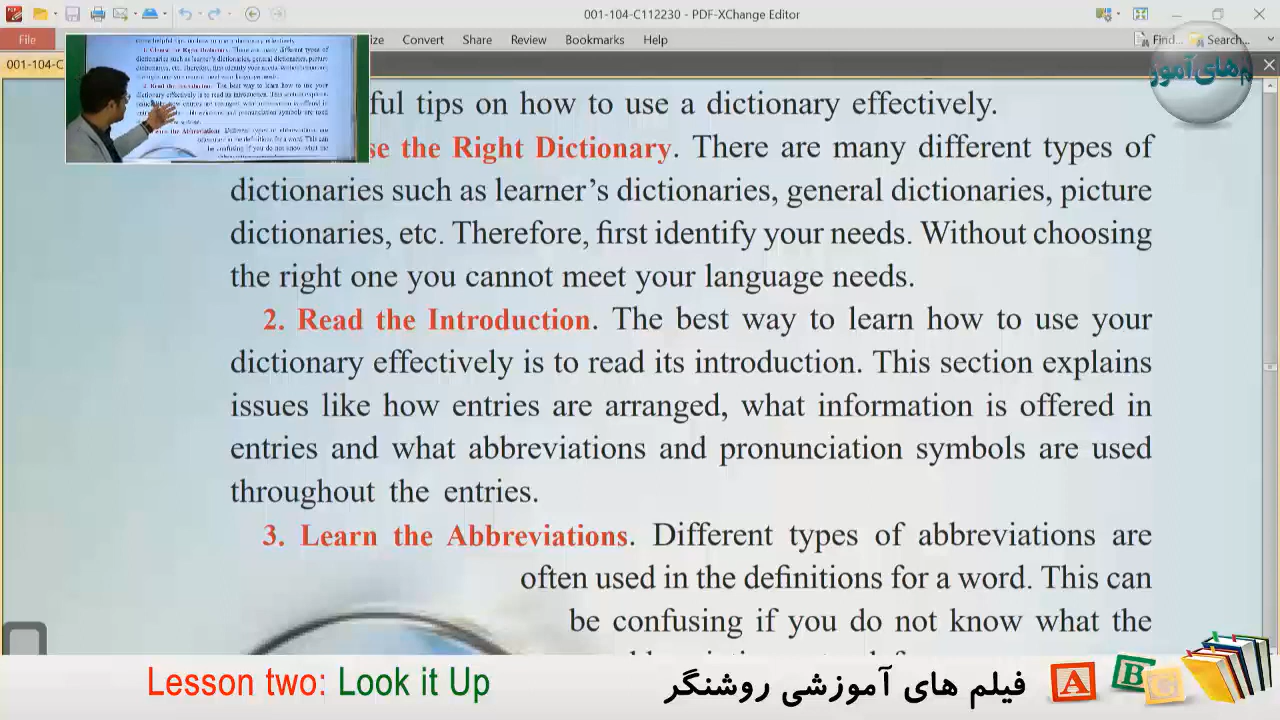 001-104-C112230 - PDF-XChange Editor
File
Convert Share Review Bookmarks Help
Find...
Search...
001-104-C
م های آموز
ful tips on how to use a dictionary effectively.
se the Right Dictionary. There are many different types of
dictionaries such as learner’s dictionaries, general dictionaries, picture
dictionaries, etc. Therefore, first identify your needs. Without choosing
the right one you cannot meet your language needs.
2. Read the Introduction. The best way to learn how to use your
dictionary effectively is to read its introduction. This section explains
issues like how entries are arranged, what information is offered in
entries and what abbreviations and pronunciation symbols are used
throughout the entries.
3. Learn the Abbreviations. Different types of abbreviations are
often used in the definitions for a word. This can
be confusing if you do not know what the
Lesson two: Look it Up
فیلم های آموزشی روشنگر
A B C